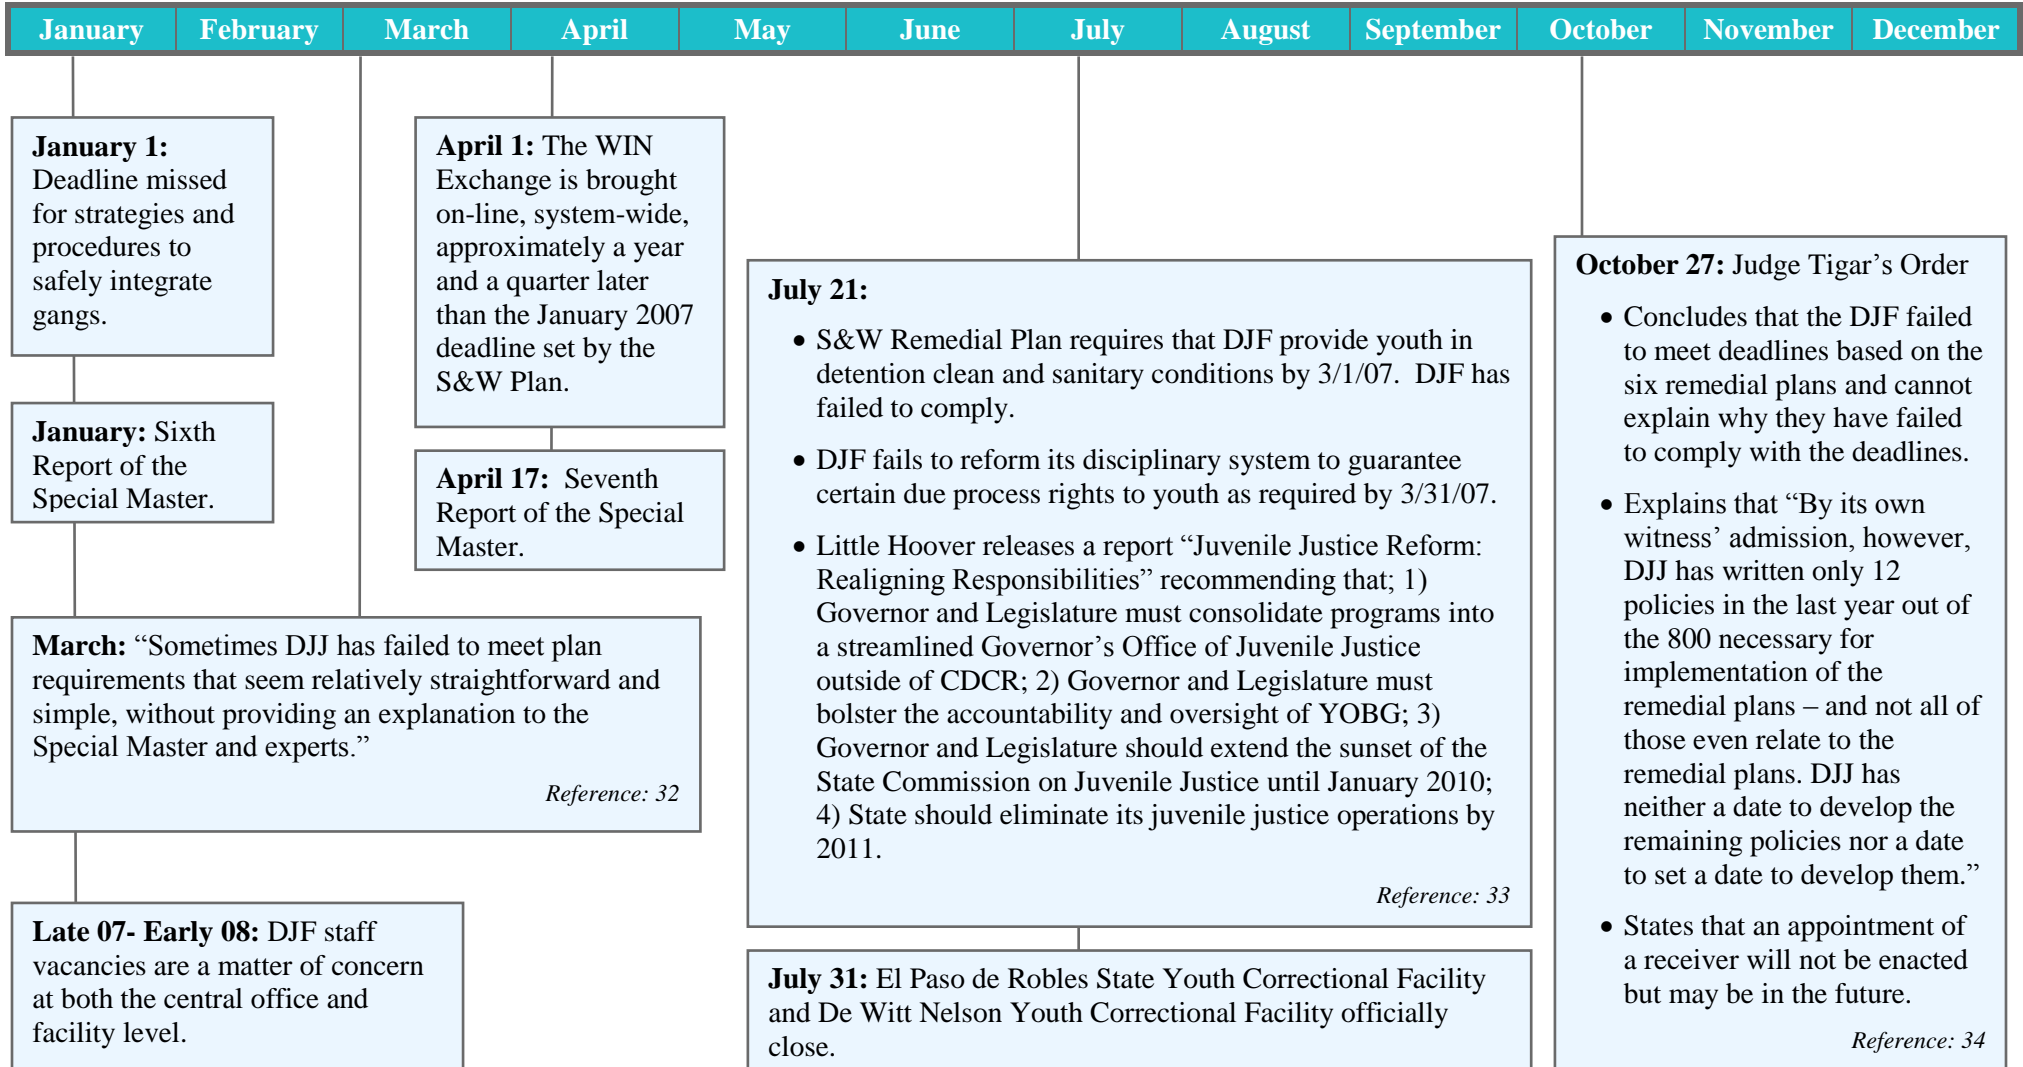 January February March April May June July August September October November December
January 1:
Deadline missed
for strategies and
procedures to
safely integrate
gangs.
January: Sixth
Report of the
Special Master.
March: “Sometimes DJJ has failed to meet plan
requirements that seem relatively straightforward and
simple, without providing an explanation to the
Special Master and experts.”
Reference: 32
Late 07- Early 08: DJF staff
vacancies are a matter of concern
at both the central office and
facility level.
April 1: The WIN
Exchange is brought
on-line, system-wide,
approximately a year
and a quarter later
than the January 2007
deadline set by the
S&W Plan.
April 17: Seventh
Report of the Special
Master.
July 21:
• S&W Remedial Plan requires that DJF provide youth in
detention clean and sanitary conditions by 3/1/07. DJF has
failed to comply.
• DJF fails to reform its disciplinary system to guarantee
certain due process rights to youth as required by 3/31/07.
• Little Hoover releases a report “Juvenile Justice Reform:
Realigning Responsibilities” recommending that; 1)
Governor and Legislature must consolidate programs into
a streamlined Governor’s Office of Juvenile Justice
outside of CDCR; 2) Governor and Legislature must
bolster the accountability and oversight of YOBG; 3)
Governor and Legislature should extend the sunset of the
State Commission on Juvenile Justice until January 2010;
4) State should eliminate its juvenile justice operations by
2011.
Reference: 33
July 31: El Paso de Robles State Youth Correctional Facility
and De Witt Nelson Youth Correctional Facility officially
close.
October 27: Judge Tigar’s Order
• Concludes that the DJF failed
to meet deadlines based on the
six remedial plans and cannot
explain why they have failed
to comply with the deadlines.
• Explains that “By its own
witness’ admission, however,
DJJ has written only 12
policies in the last year out of
the 800 necessary for
implementation of the
remedial plans – and not all of
those even relate to the
remedial plans. DJJ has
neither a date to develop the
remaining policies nor a date
to set a date to develop them.”
• States that an appointment of
a receiver will not be enacted
but may be in the future.
Reference: 34